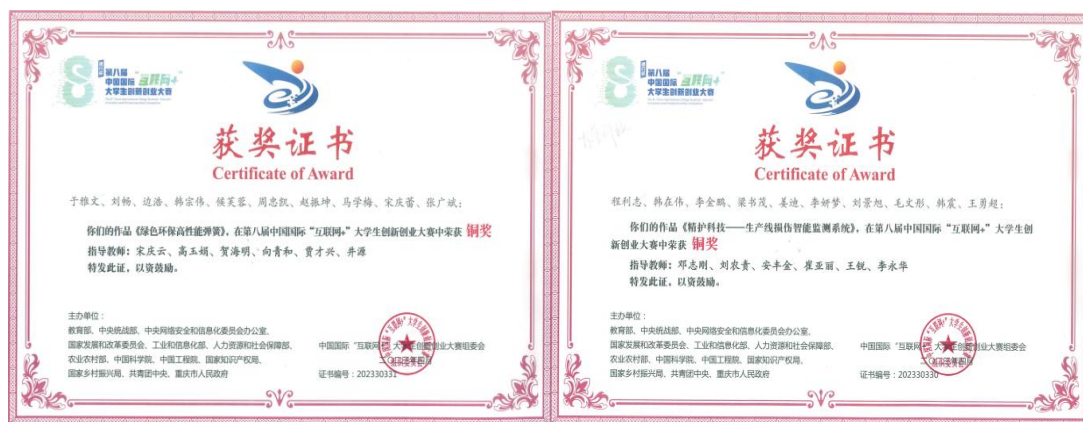 第八届
中国国际"互联网+"
大学生创新创业大赛
获奖证书
Certificate of Award
于雅文、刘畅、边浩、韩宗伟、侯芙蓉、周忠凯、赵振坤、马学梅、宋庆蕾、张广斌：
你们的作品《绿色环保高性能弹簧》，在第八届中国国际“互联网+”大学生创新创业大赛中荣获 铜奖
指导教师：宋庆云、高玉娟、贺海明、向青和、贾才兴、井源
特发此证，以资鼓励。
主办单位：
教育部、中央统战部、中央网络安全和信息化委员会办公室、
国家发展和改革委员会、工业和信息化部、人力资源和社会保障部、
农业农村部、中国科学院、中国工程院、国家知识产权局、
国家乡村振兴局、共青团中央、重庆市人民政府
中国国际“互联网+”大学生创新创业大赛组委会
证书编号：202330331
第八届
中国国际"互联网+"
大学生创新创业大赛
获奖证书
Certificate of Award
程利志、韩在伟、李金鹏、梁书茂、姜迪、李妍梦、刘景旭、毛文彤、韩震、王勇超：
你们的作品《精护科技——生产线损伤智能监测系统》，在第八届中国国际“互联网+”大学生创
新创业大赛中荣获 铜奖
指导教师：邓志刚、刘农贵、安丰金、崔亚丽、王锐、李永华
特发此证，以资鼓励。
主办单位：
教育部、中央统战部、中央网络安全和信息化委员会办公室、
国家发展和改革委员会、工业和信息化部、人力资源和社会保障部、
农业农村部、中国科学院、中国工程院、国家知识产权局、
国家乡村振兴局、共青团中央、重庆市人民政府
中国国际“互联网+”大学生创新创业大赛组委会
证书编号：202330330